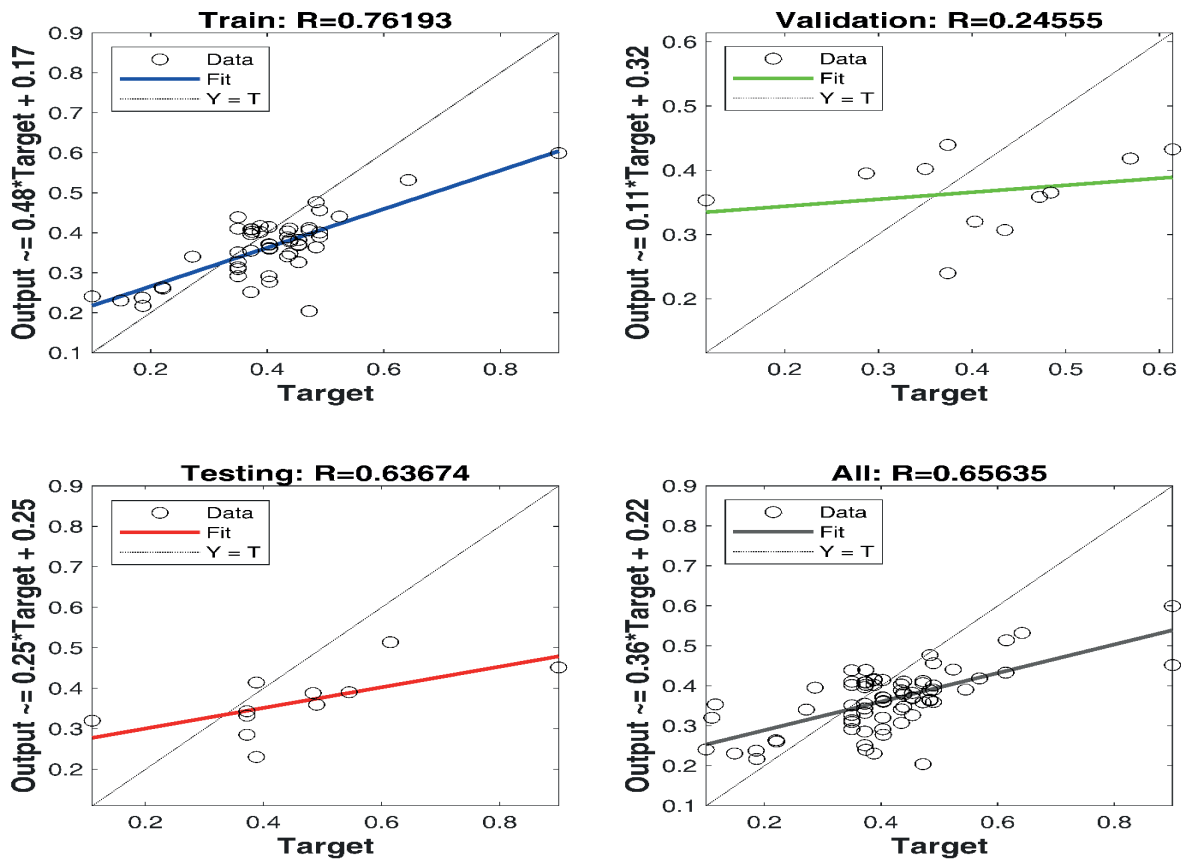 Train: R=0.76193
Output ~= 0.48*Target + 0.17
0.9
0.8
0.7
0.6
0.5
0.4
0.3
0.2
0.1
Data
Fit
Y = T
0.2 0.4 0.6 0.8
Target
Validation: R=0.24555
Output ~= 0.11*Target + 0.32
0.6
0.5
0.4
0.3
0.2
Data
Fit
Y = T
0.2 0.3 0.4 0.5 0.6
Target
Testing: R=0.63674
Output ~= 0.25*Target + 0.25
0.9
0.8
0.7
0.6
0.5
0.4
0.3
0.2
Data
Fit
Y = T
0.2 0.4 0.6 0.8
Target
All: R=0.65635
Output ~= 0.36*Target + 0.22
0.9
0.8
0.7
0.6
0.5
0.4
0.3
0.2
0.1
Data
Fit
Y = T
0.2 0.4 0.6 0.8
Target